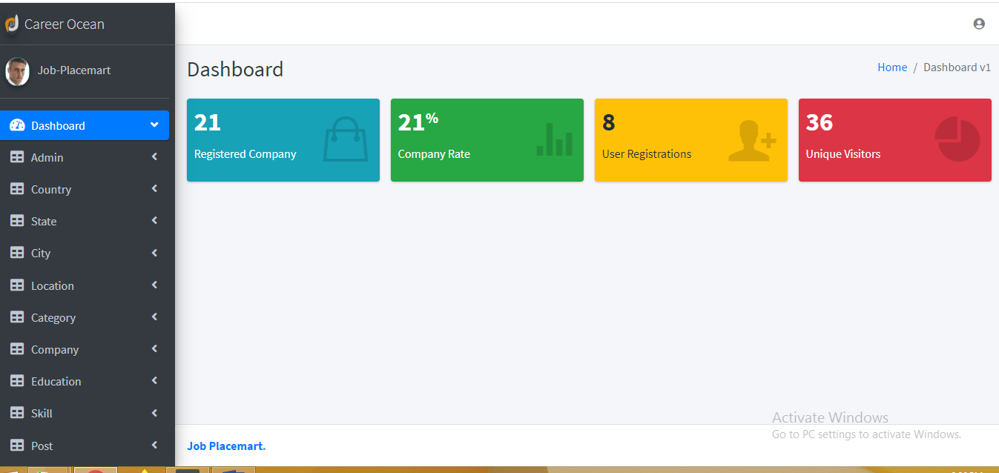 Career Ocean
Job-Placemart
Dashboard
Admin
Country
State
City
Location
Category
Company
Education
Skill
Post
Dashboard
Home / Dashboard v1
21
Registered Company
21%
Company Rate
8
User Registrations
36
Unique Visitors
Activate Windows
Go to PC settings to activate Windows.
Job Placemart.